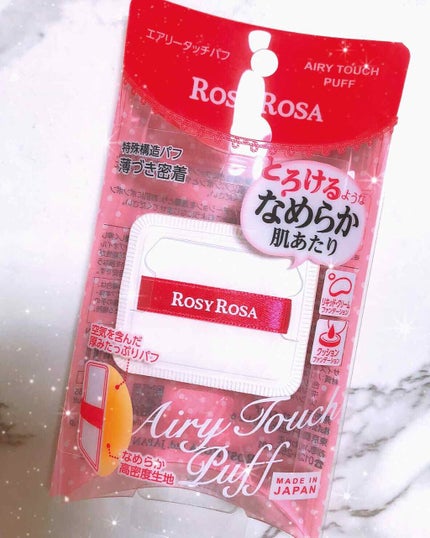 エアリータッチパフ
AIRY TOUCH
PUFF
ROSY ROSA
特殊構造パフ
薄づき密着
とろけるような
なめらか
肌あたり
リキッド・クリーム
ファンデーション
クッション
ファンデーション
ROSY ROSA
空気を含んだ
厚みたっぷりパフ
なめらか
高密度生地
Airy Touch
Puff
MADE IN
JAPAN